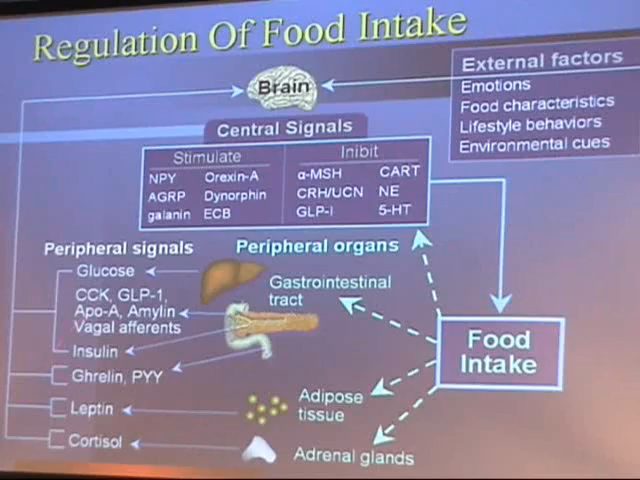 Regulation Of Food Intake
External factors
Emotions
Food characteristics
Lifestyle behaviors
Environmental cues
Brain
Central Signals
Stimulate
NPY Orexin-A
AGRP Dynorphin
galanin ECB
Inibit
α-MSH CART
CRH/UCN NE
GLP-I 5-HT
Peripheral signals
Peripheral organs
Glucose
CCK, GLP-1,
Apo-A, Amylin
Vagal afferents
Insulin
Ghrelin, PYY
Leptin
Cortisol
Gastrointestinal
tract
Adipose
tissue
Adrenal glands
Food
Intake